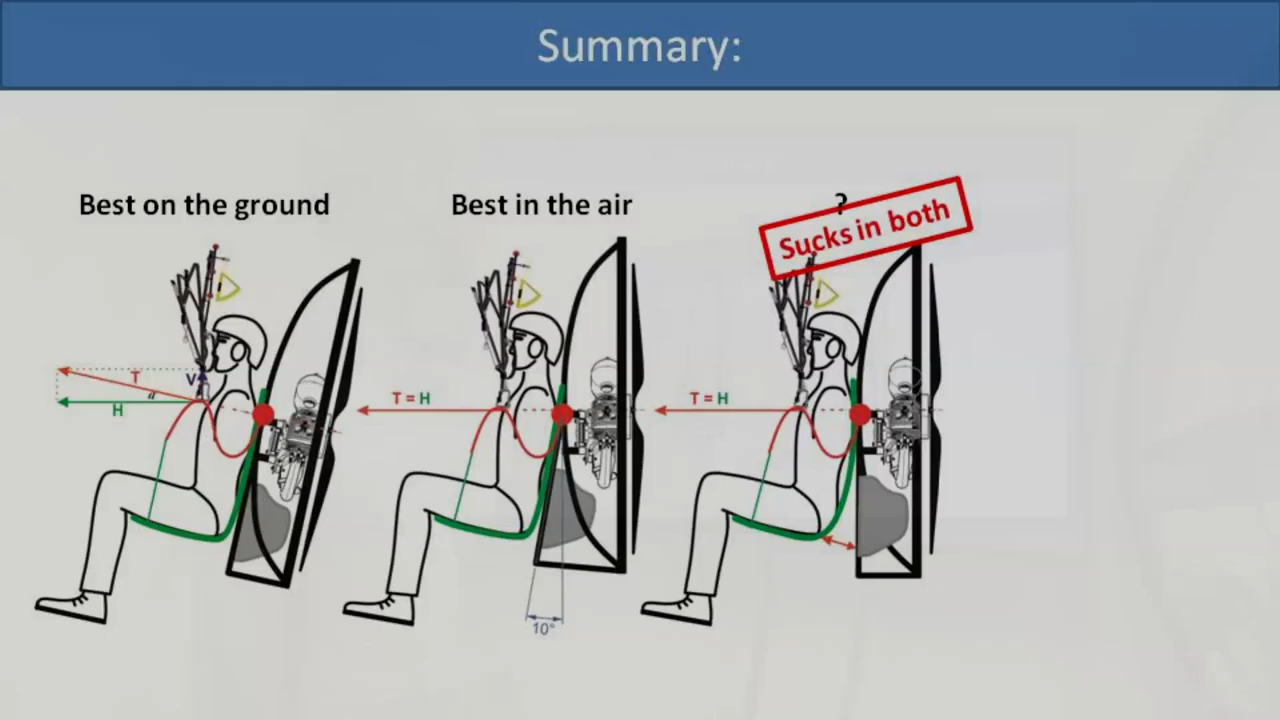 Summary:
Best on the ground
Best in the air
?
Sucks in both
T
V
H
T = H
T = H
10°